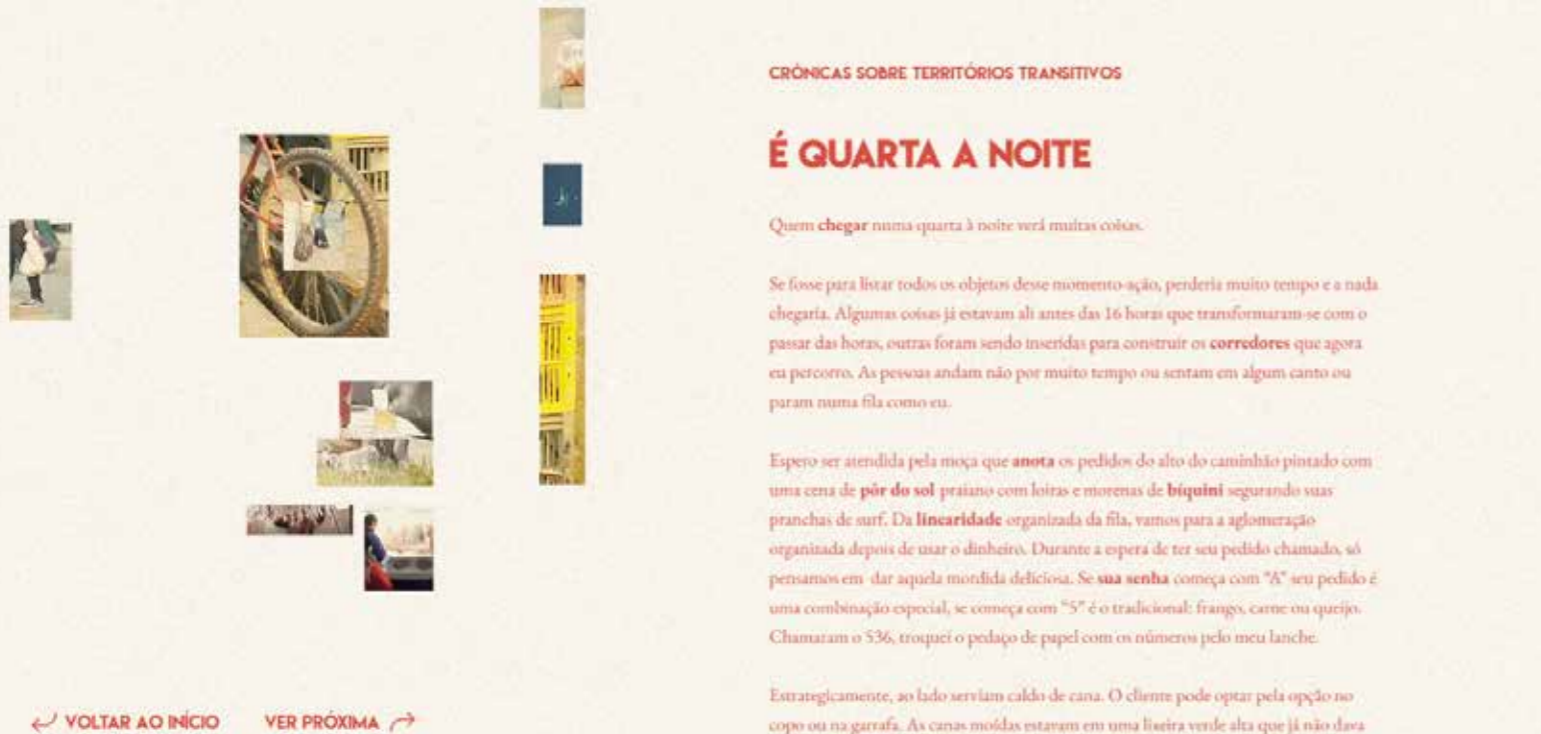 CRÔNICAS SOBRE TERRITÓRIOS TRANSITIVOS
É QUARTA A NOITE
Quem chegar numa quarta à noite verá muitas coisas.
Se fosse para listar todos os objetos desse momento-ação, perderia muito tempo e a nada
chegaria. Algumas coisas já estavam ali antes das 16 horas que transformaram-se com o
passar das horas, outras foram sendo inseridas para construir os corredores que agora
eu percorro. As pessoas andam não por muito tempo ou sentam em algum canto ou
param numa fila como eu.
Espero ser atendida pela moça que anota os pedidos do alto do caminhão pintado com
uma cena de pôr do sol praiano com loiras e morenas de biquini segurando suas
pranchas de surf. Da linearidade organizada da fila, vamos para a aglomeração
organizada depois de usar o dinheiro. Durante a espera de ter seu pedido chamado, só
pensamos em dar aquela mordida deliciosa. Se sua senha começa com "A" seu pedido é
uma combinação especial, se começa com "5" é o tradicional: frango, carne ou queijo.
Chamaram o 536, troquei o pedaço de papel com os números pelo meu lanche.
Estrategicamente, ao lado serviam caldo de cana. O cliente pode optar pela opção no
copo ou na garrafa. As canas moídas estavam em uma lixeira verde alta que já não dava
VOLTAR AO INÍCIO
VER PRÓXIMA